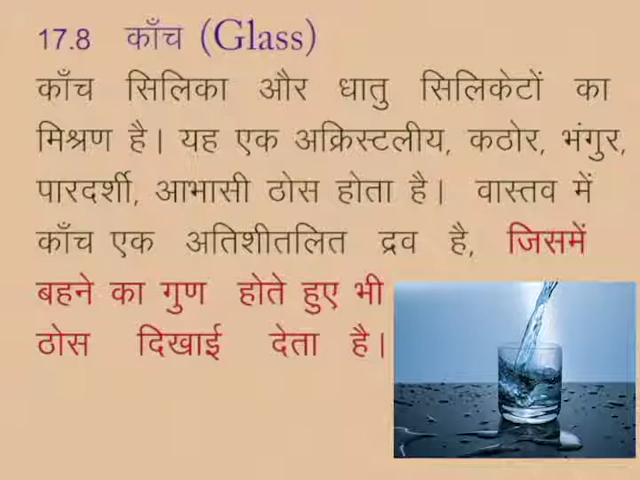 17.8 काँच (Glass)
काँच सिलिका और धातु सिलिकेटों का
मिश्रण है। यह एक अक्रिस्टलीय, कठोर, भंगुर,
पारदर्शी, आभासी ठोस होता है। वास्तव में
काँच एक अतिशीतलित द्रव है, जिसमें
बहने का गुण होते हुए भी
ठोस दिखाई देता है।